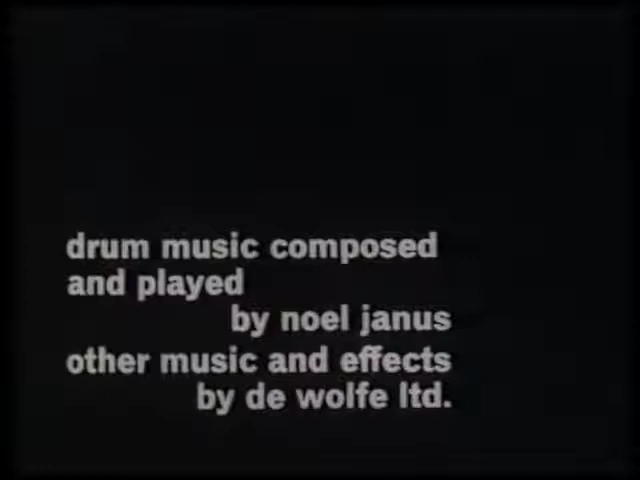 drum music composed
and played
by noel janus
other music and effects
by de wolfe ltd.